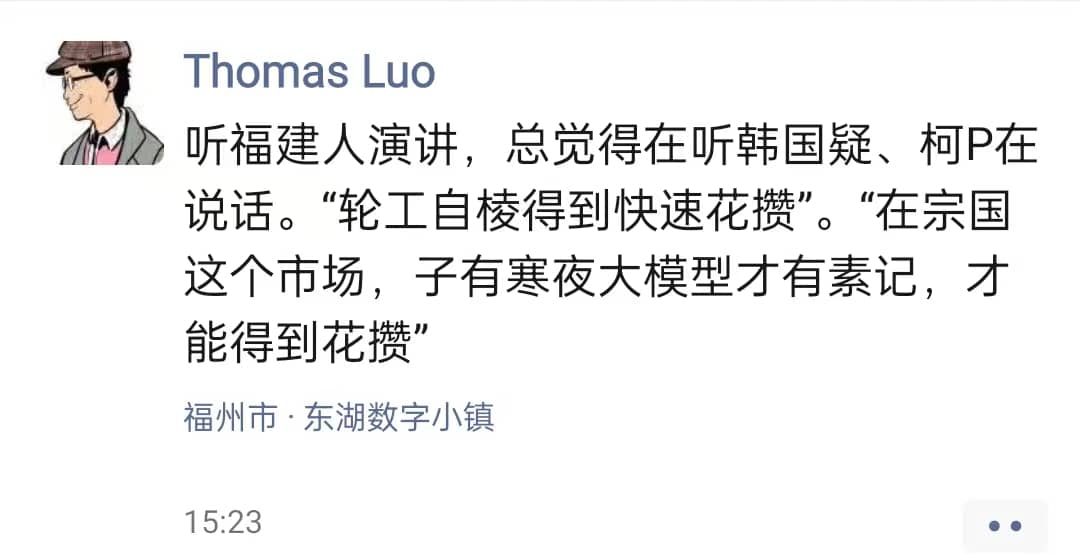 Thomas Luo
听福建人演讲，总觉得在听韩国疑、柯P在
说话。“轮工自棱得到快速花攒”。“在宗国
这个市场，子有寒夜大模型才有素记，才
能得到花攒”
福州市 · 东湖数字小镇
15:23